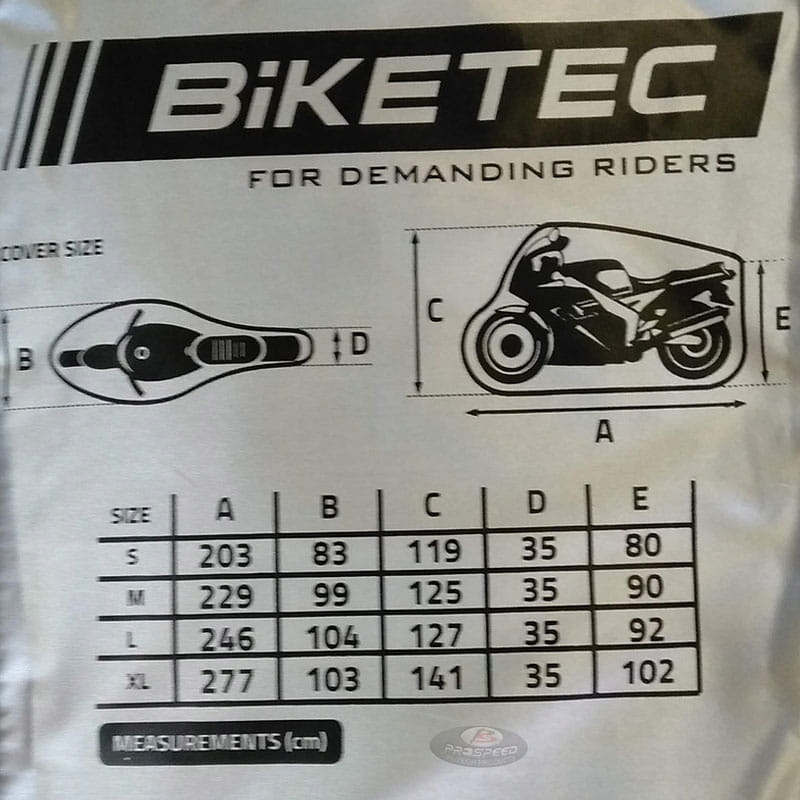 BiKETEC
FOR DEMANDING RIDERS
COVER SIZE
B
D
C
E
A
SIZE A B C D E
S 203 83 119 35 80
M 229 99 125 35 90
L 246 104 127 35 92
XL 277 103 141 35 102
MEASUREMENTS (cm)
PROSPEED